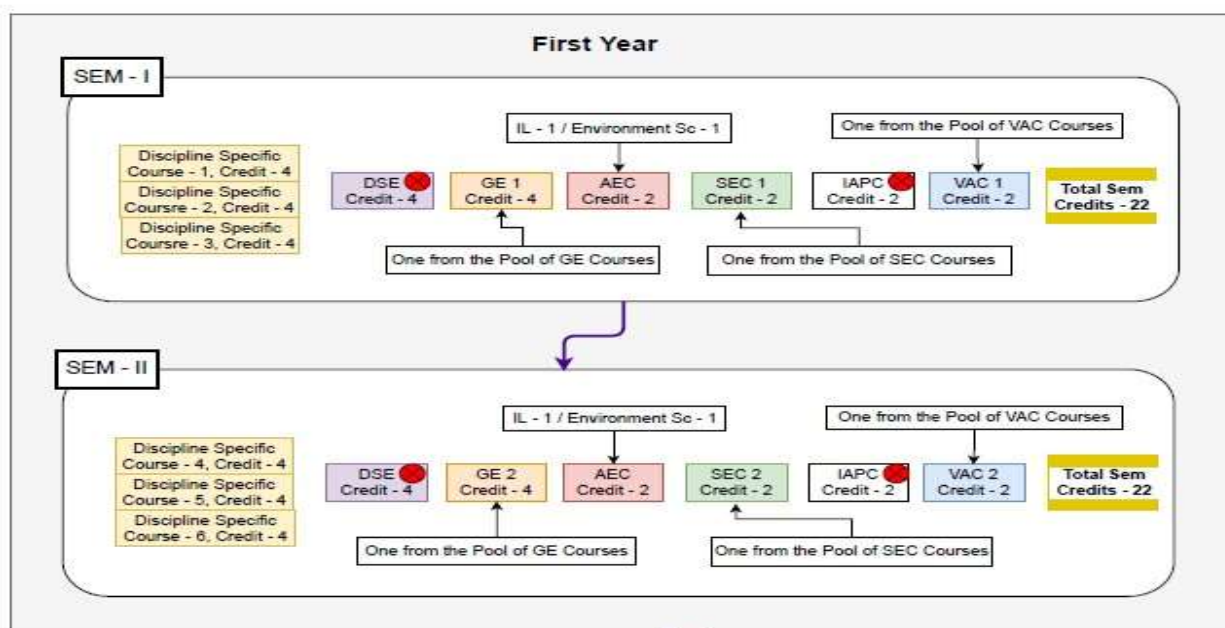 First Year
SEM - I
IL - 1 / Environment Sc - 1
One from the Pool of VAC Courses
Discipline Specific
Course - 1, Credit - 4
Discipline Specific
Coursre - 2, Credit - 4
Discipline Specific
Coursre - 3, Credit - 4
DSE
Credit - 4
GE 1
Credit - 4
AEC
Credit - 2
SEC 1
Credit - 2
IAPC
Credit - 2
VAC 1
Credit - 2
Total Sem
Credits - 22
One from the Pool of GE Courses
One from the Pool of SEC Courses
SEM - II
IL - 1 / Environment Sc - 1
One from the Pool of VAC Courses
Discipline Specific
Course - 4, Credit - 4
Discipline Specific
Course - 5, Credit - 4
Discipline Specific
Course - 6, Credit - 4
DSE
Credit - 4
GE 2
Credit - 4
AEC
Credit - 2
SEC 2
Credit - 2
IAPC
Credit - 2
VAC 2
Credit - 2
Total Sem
Credits - 22
One from the Pool of GE Courses
One from the Pool of SEC Courses